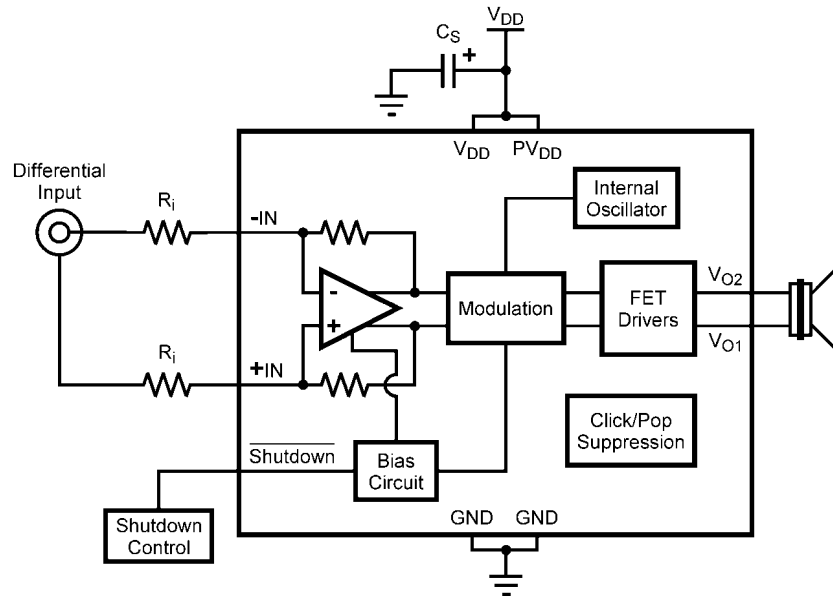 V_DD
C_S
+
V_DD PV_DD
Differential
Input
R_i
-IN
Internal
Oscillator
-
+
Modulation
FET
Drivers
V_O2
V_O1
R_i
+IN
Click/Pop
Suppression
Shutdown
Bias
Circuit
Shutdown
Control
GND GND